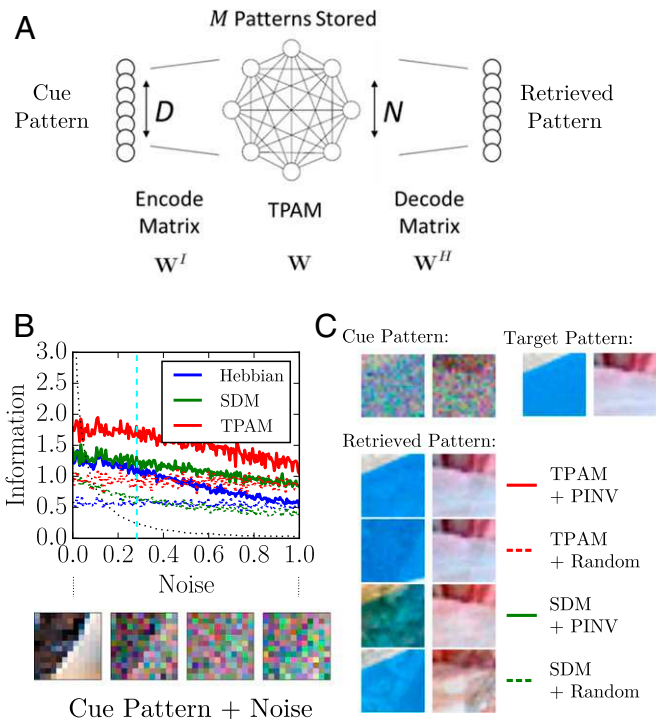 A
M Patterns Stored
Cue
Pattern
D
N
Retrieved
Pattern
Encode
Matrix
TPAM
Decode
Matrix
W^I
W
W^H
B
Information
3.0
2.5
2.0
1.5
1.0
0.5
0.0
Hebbian
SDM
TPAM
0.0 0.2 0.4 0.6 0.8 1.0
Noise
Cue Pattern + Noise
C
Cue Pattern:
Target Pattern:
Retrieved Pattern:
TPAM
+ PINV
TPAM
+ Random
SDM
+ PINV
SDM
+ Random